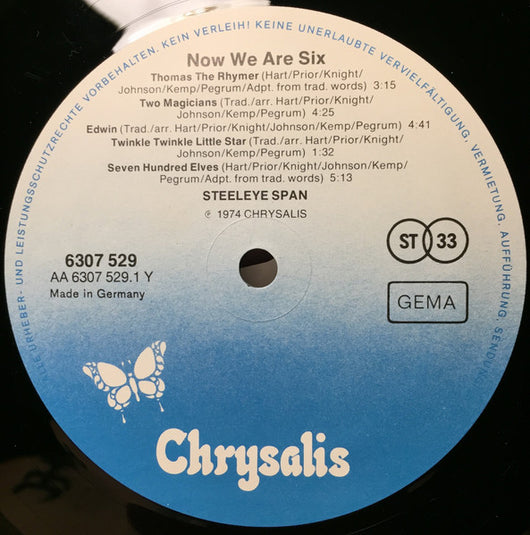 ALLE URHEBER- UND LEISTUNGSSCHUTZRECHTE VORBEHALTEN. KEIN VERLEIH! KEINE UNERLAUBTE VERVIELFÄLTIGUNG, VERMIETUNG, AUFFÜHRUNG, SENDUNG
Now We Are Six
Thomas The Rhymer (Hart/Prior/Knight/
Johnson/Kemp/Pegrum/Adpt. from trad. words) 3:15
Two Magicians (Trad./arr. Hart/Prior/Knight/
Johnson/Kemp/Pegrum) 4:25
Edwin (Trad./arr. Hart/Prior/Knight/Johnson/Kemp/Pegrum) 4:41
Twinkle Twinkle Little Star (Trad./arr. Hart/Prior/Knight/
Johnson/Kemp/Pegrum) 1:32
Seven Hundred Elves (Hart/Prior/Knight/Johnson/Kemp/
Pegrum/Adpt. from trad. words) 5:13
STEELEYE SPAN
℗ 1974 CHRYSALIS
6307 529
AA 6307 529.1 Y
Made in Germany
ST 33
GEMA
Chrysalis